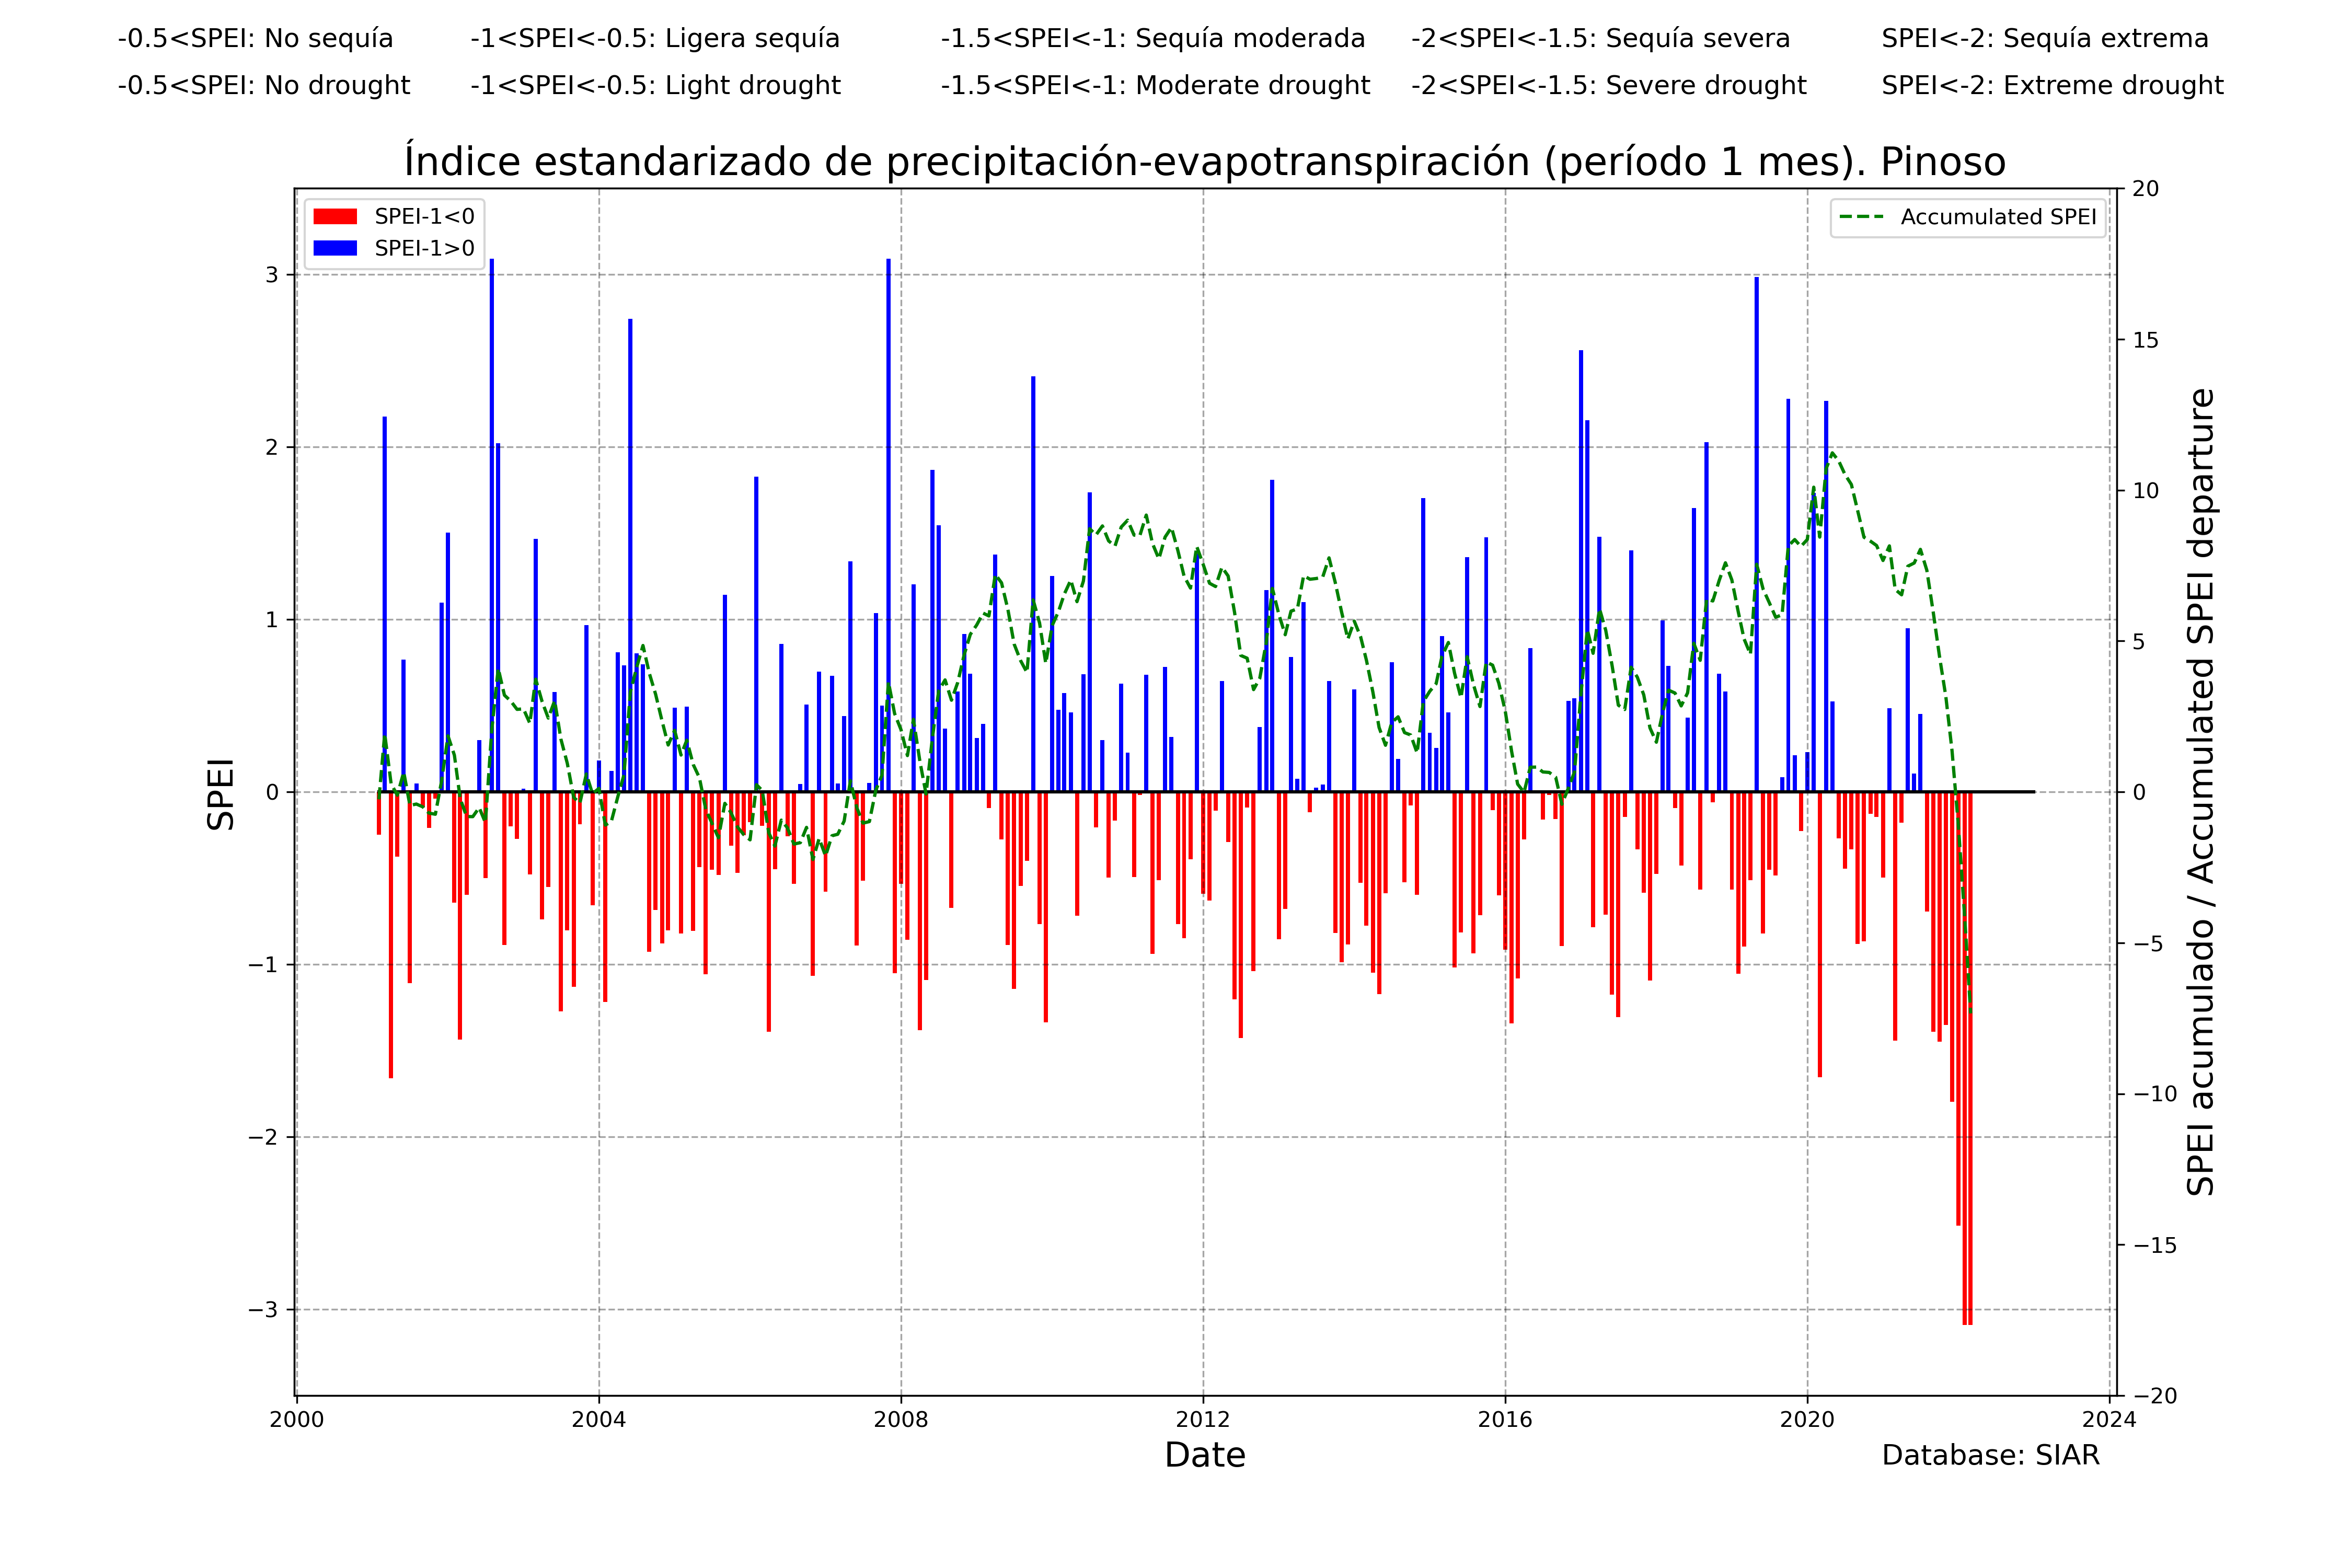 -0.5<SPEI: No sequía -1<SPEI<-0.5: Ligera sequía -1.5<SPEI<-1: Sequía moderada -2<SPEI<-1.5: Sequía severa SPEI<-2: Sequía extrema
-0.5<SPEI: No drought -1<SPEI<-0.5: Light drought -1.5<SPEI<-1: Moderate drought -2<SPEI<-1.5: Severe drought SPEI<-2: Extreme drought
Índice estandarizado de precipitación-evapotranspiración (período 1 mes). Pinoso
SPEI-1<0
SPEI-1>0
Accumulated SPEI
SPEI
3
2
1
0
−1
−2
−3
20
15
10
5
0
−5
−10
−15
−20
SPEI acumulado / Accumulated SPEI departure
2000 2004 2008 2012 2016 2020 2024
Date
Database: SIAR